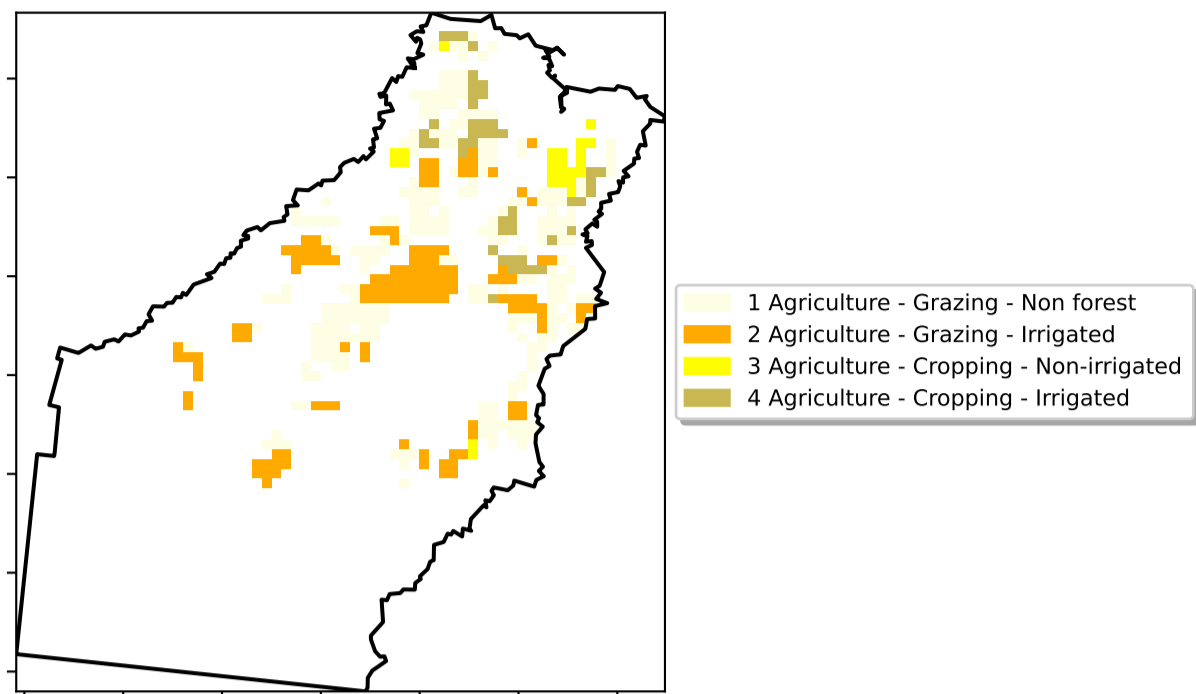 1 Agriculture - Grazing - Non forest
2 Agriculture - Grazing - Irrigated
3 Agriculture - Cropping - Non-irrigated
4 Agriculture - Cropping - Irrigated